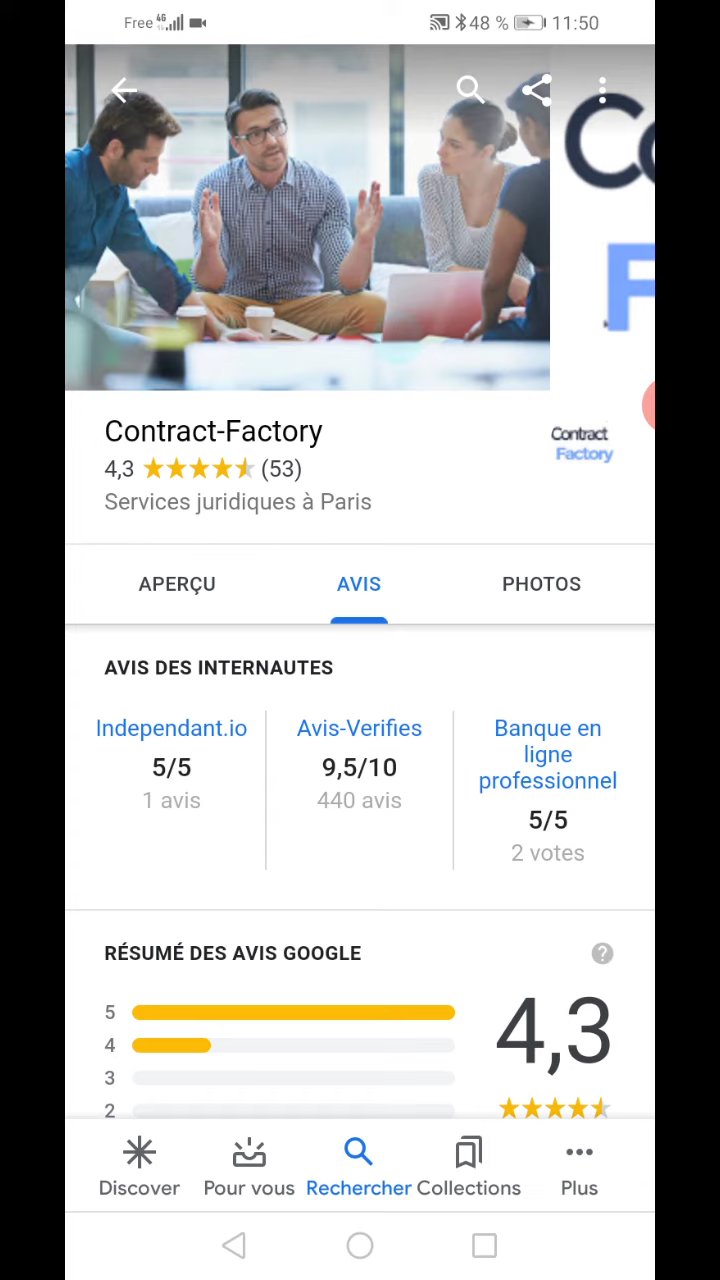 Free 4G 48 % 11:50
Co
F
Contract-Factory
4,3 (53)
Services juridiques à Paris
Contract
Factory
APERÇU AVIS PHOTOS
AVIS DES INTERNAUTES
Independant.io
5/5
1 avis
Avis-Verifies
9,5/10
440 avis
Banque en
ligne
professionnel
5/5
2 votes
RÉSUMÉ DES AVIS GOOGLE ?
5
4
3
2
4,3
Discover Pour vous Rechercher Collections Plus